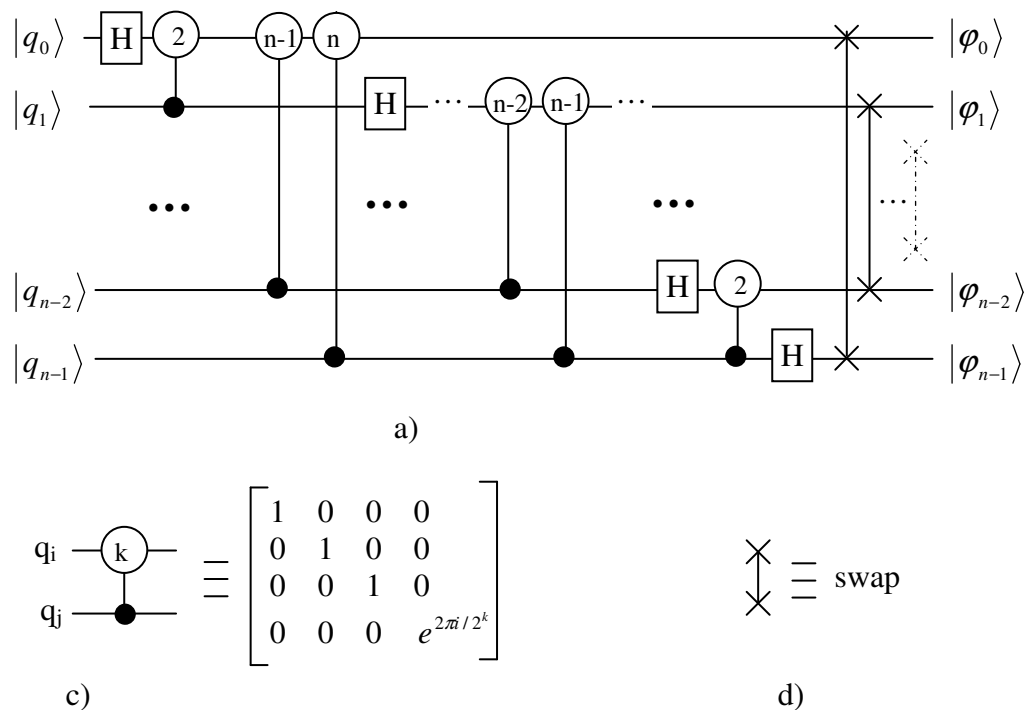 |q₀⟩ H 2 n-1 n |φ₀⟩
|q₁⟩ H ... n-2 n-1 ... |φ₁⟩
... ... ... ...
|qₙ₋₂⟩ H 2 |φₙ₋₂⟩
|qₙ₋₁⟩ H |φₙ₋₁⟩
a)
qᵢ k
qⱼ
≡
1 0 0 0
0 1 0 0
0 0 1 0
0 0 0 e^{2πi/2^k}
≡ swap
c) d)